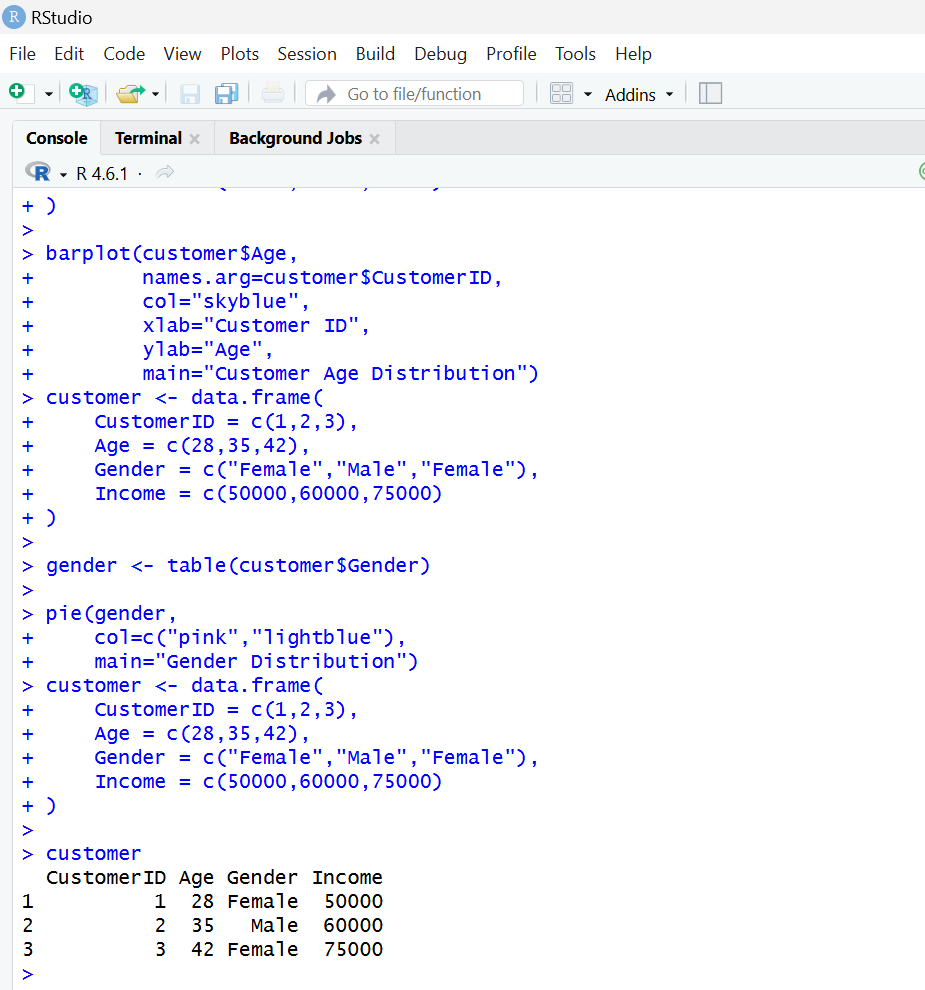 R RStudio
File Edit Code View Plots Session Build Debug Profile Tools Help
R Go to file/function Addins
Console Terminal × Background Jobs ×
R R 4.6.1 ·
+ )
>
> barplot(customer$Age,
+         names.arg=customer$CustomerID,
+         col="skyblue",
+         xlab="Customer ID",
+         ylab="Age",
+         main="Customer Age Distribution")
> customer <- data.frame(
+     CustomerID = c(1,2,3),
+     Age = c(28,35,42),
+     Gender = c("Female","Male","Female"),
+     Income = c(50000,60000,75000)
+ )
>
> gender <- table(customer$Gender)
>
> pie(gender,
+     col=c("pink","lightblue"),
+     main="Gender Distribution")
> customer <- data.frame(
+     CustomerID = c(1,2,3),
+     Age = c(28,35,42),
+     Gender = c("Female","Male","Female"),
+     Income = c(50000,60000,75000)
+ )
>
> customer
  CustomerID Age Gender Income
1          1  28 Female  50000
2          2  35   Male  60000
3          3  42 Female  75000
>